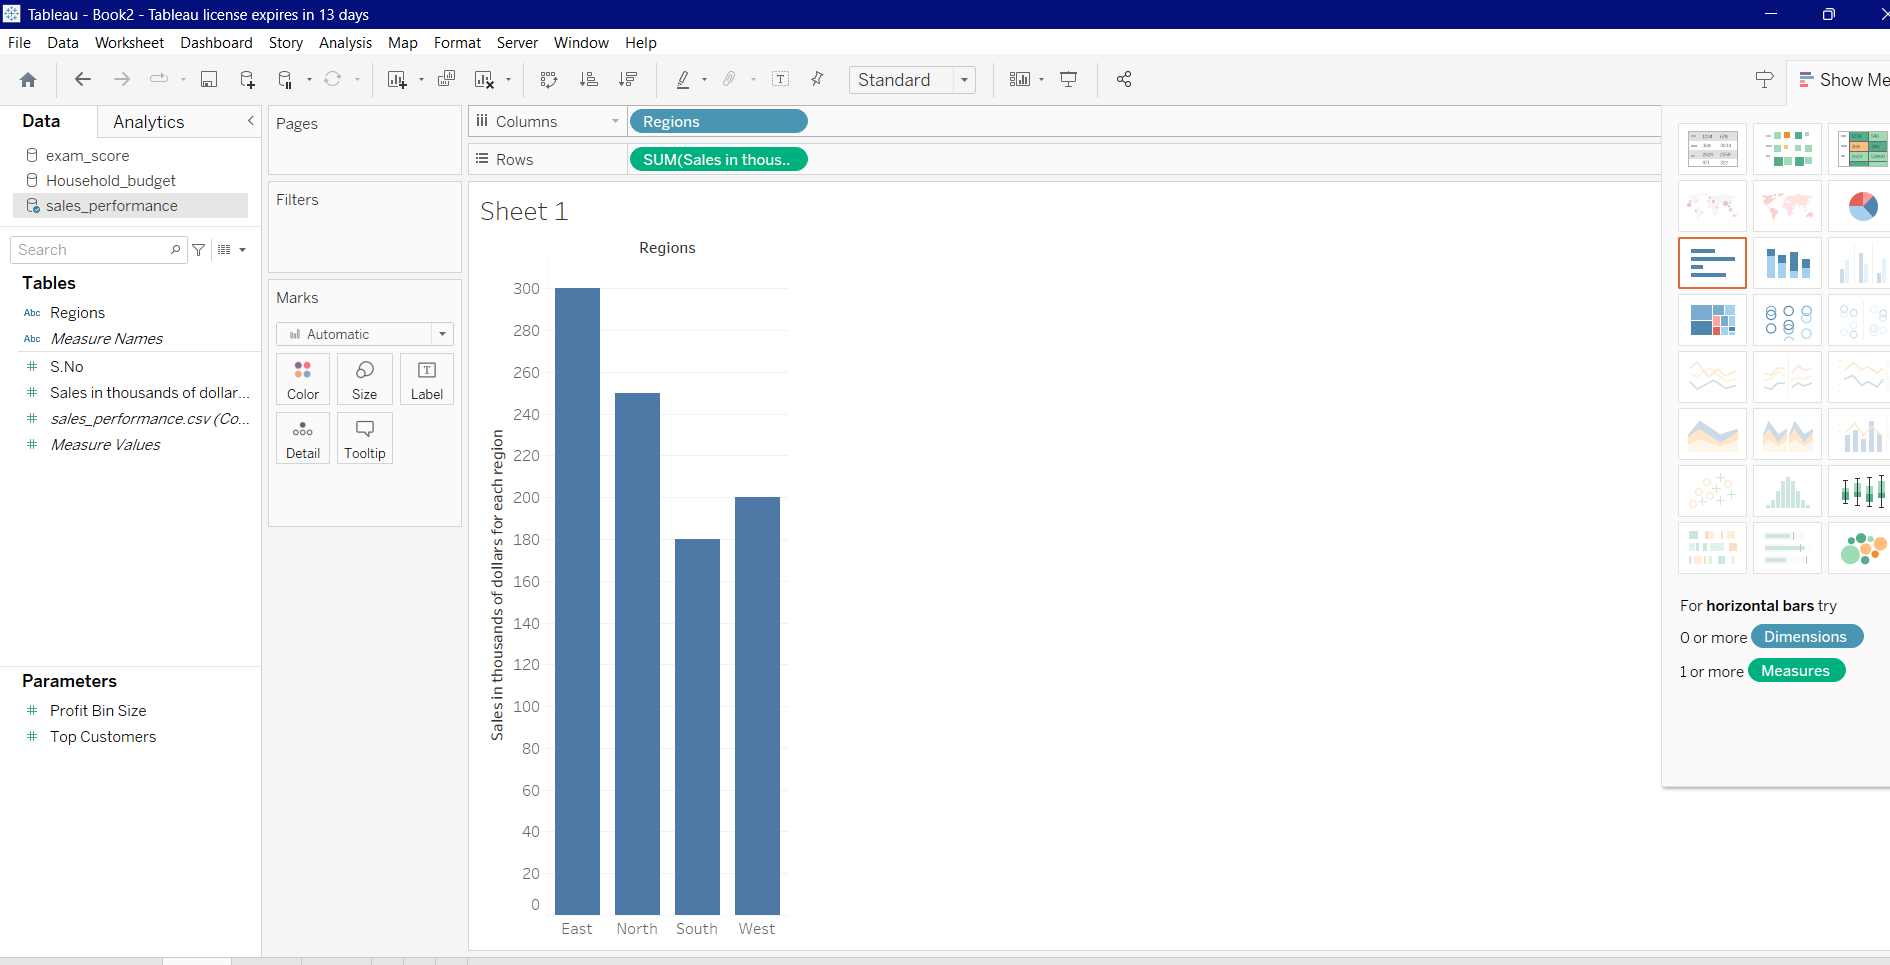 Tableau - Book2 - Tableau license expires in 13 days
File Data Worksheet Dashboard Story Analysis Map Format Server Window Help
Standard
Show Me
Data
Analytics
exam_score
Household_budget
sales_performance
Search
Tables
Abc Regions
Abc Measure Names
# S.No
# Sales in thousands of dollar...
# sales_performance.csv (Co...
# Measure Values
Parameters
# Profit Bin Size
# Top Customers
Pages
Filters
Marks
Automatic
Color
Size
Label
Detail
Tooltip
Columns
Regions
Rows
SUM(Sales in thous..
Sheet 1
Regions
Sales in thousands of dollars for each region
300
280
260
240
220
200
180
160
140
120
100
80
60
40
20
0
East North South West
For horizontal bars try
0 or more Dimensions
1 or more Measures